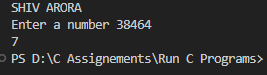 SHIV ARORA
Enter a number 38464
7
PS D:\C Assignements\Run C Programs>